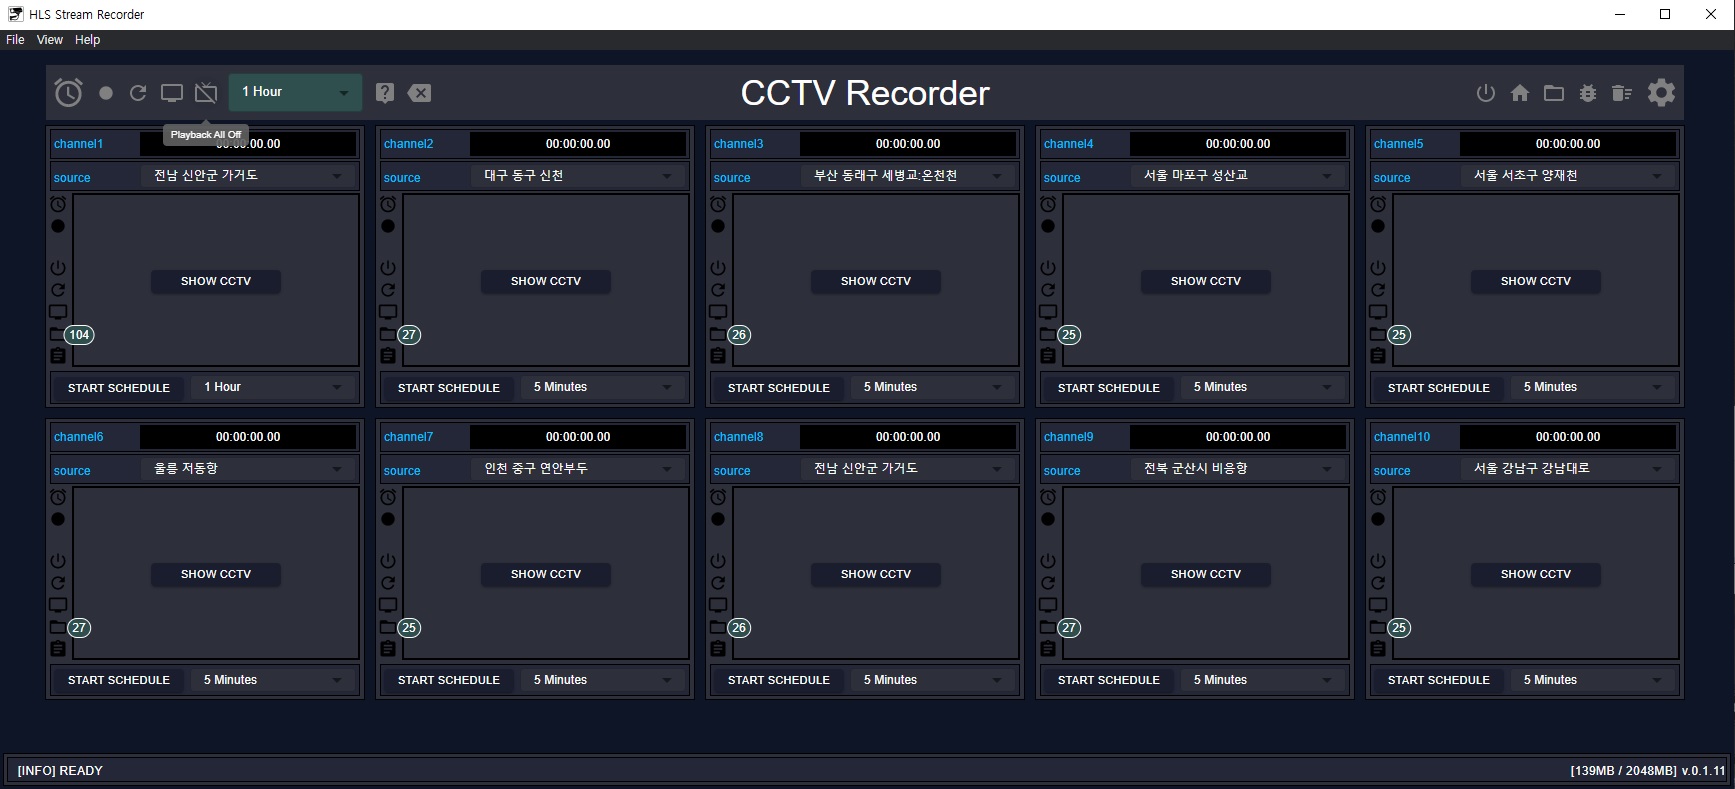 HLS Stream Recorder
File View Help
1 Hour
CCTV Recorder
Playback All Off
channel1 00:00:00.00
channel2 00:00:00.00
channel3 00:00:00.00
channel4 00:00:00.00
channel5 00:00:00.00
source 전남 신안군 가거도
source 대구 동구 신천
source 부산 동래구 세병교:온천천
source 서울 마포구 성산교
source 서울 서초구 양재천
SHOW CCTV
SHOW CCTV
SHOW CCTV
SHOW CCTV
SHOW CCTV
104
27
26
25
25
START SCHEDULE 1 Hour
START SCHEDULE 5 Minutes
START SCHEDULE 5 Minutes
START SCHEDULE 5 Minutes
START SCHEDULE 5 Minutes
channel6 00:00:00.00
channel7 00:00:00.00
channel8 00:00:00.00
channel9 00:00:00.00
channel10 00:00:00.00
source 울릉 저동항
source 인천 중구 연안부두
source 전남 신안군 가거도
source 전북 군산시 비응항
source 서울 강남구 강남대로
SHOW CCTV
SHOW CCTV
SHOW CCTV
SHOW CCTV
SHOW CCTV
27
25
26
27
25
START SCHEDULE 5 Minutes
START SCHEDULE 5 Minutes
START SCHEDULE 5 Minutes
START SCHEDULE 5 Minutes
START SCHEDULE 5 Minutes
[INFO] READY
[139MB / 2048MB] v.0.1.11